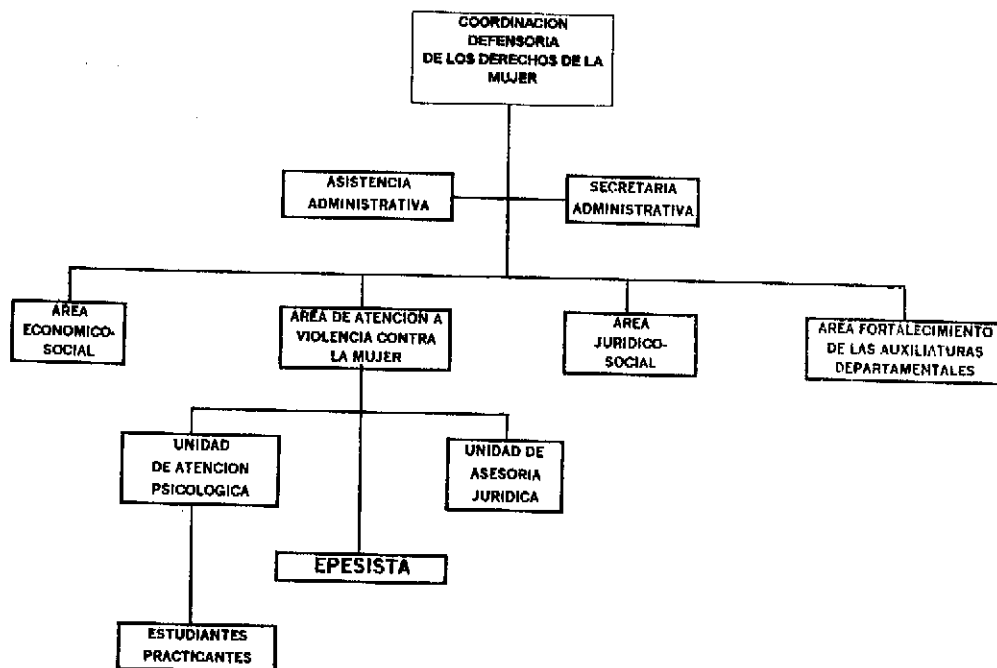 COORDINACION
DEFENSORIA
DE LOS DERECHOS DE LA
MUJER
ASISTENCIA
ADMINISTRATIVA
SECRETARIA
ADMINISTRATIVA
AREA
ECONOMICO-
SOCIAL
AREA DE ATENCION A
VIOLENCIA CONTRA
LA MUJER
AREA
JURIDICO-
SOCIAL
AREA FORTALECIMIENTO
DE LAS AUXILIATURAS
DEPARTAMENTALES
UNIDAD
DE ATENCION
PSICOLOGICA
UNIDAD DE
ASESORIA
JURIDICA
EPESISTA
ESTUDIANTES
PRACTICANTES